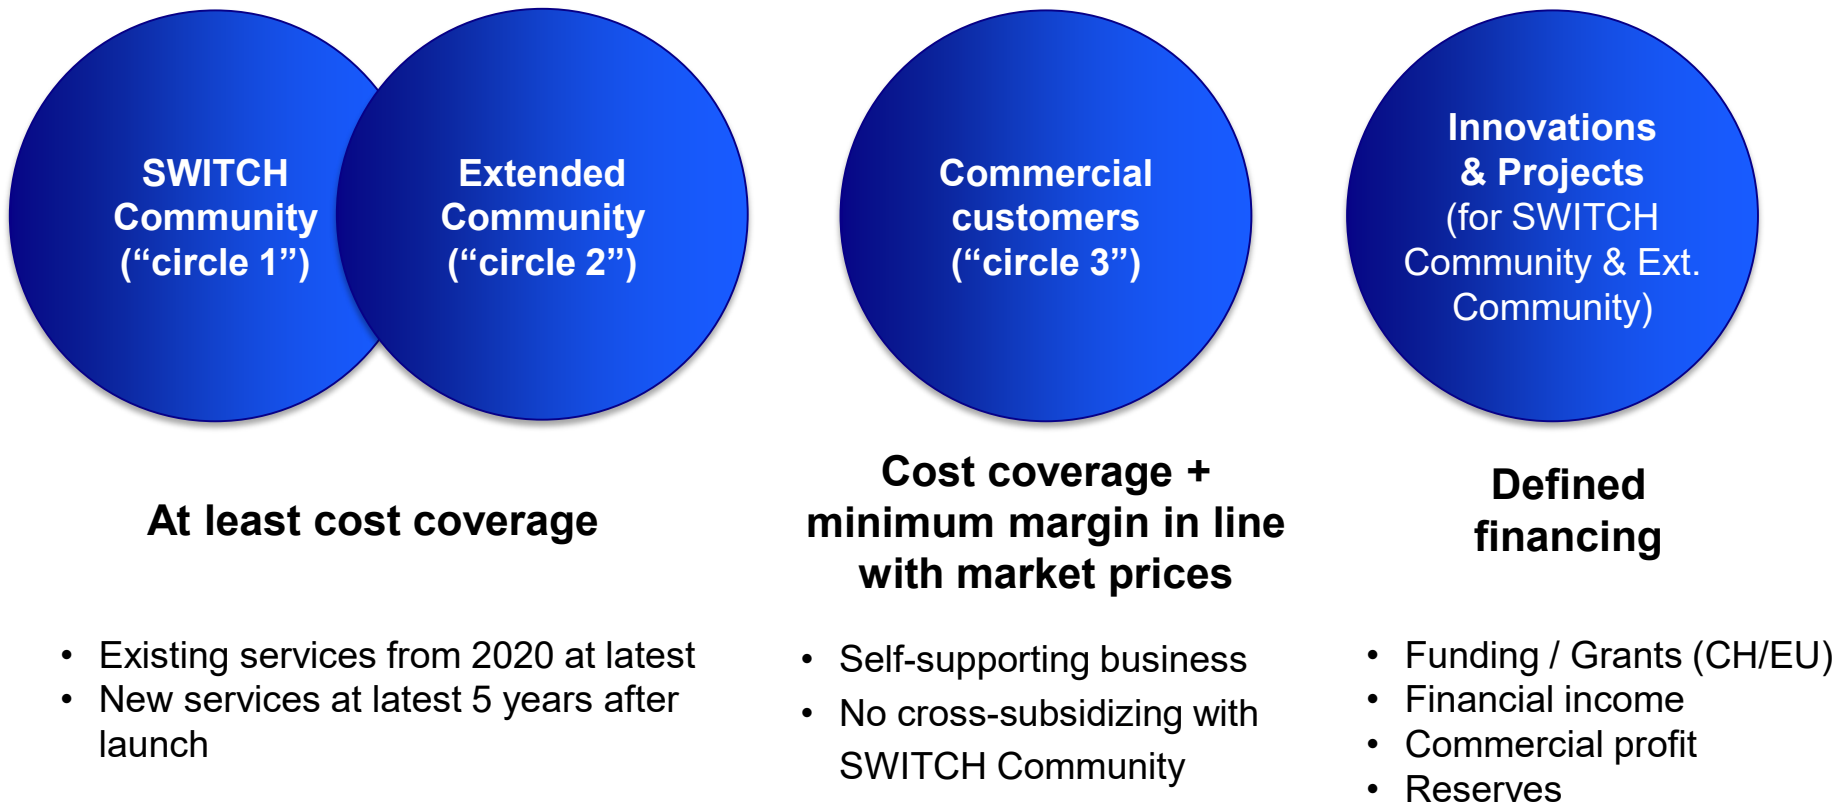 SWITCH
Community
(“circle 1”)
Extended
Community
(“circle 2”)
At least cost coverage
• Existing services from 2020 at latest
• New services at latest 5 years after
launch
Commercial
customers
(“circle 3”)
Cost coverage +
minimum margin in line
with market prices
• Self-supporting business
• No cross-subsidizing with
SWITCH Community
Innovations
& Projects
(for SWITCH
Community & Ext.
Community)
Defined
financing
• Funding / Grants (CH/EU)
• Financial income
• Commercial profit
• Reserves